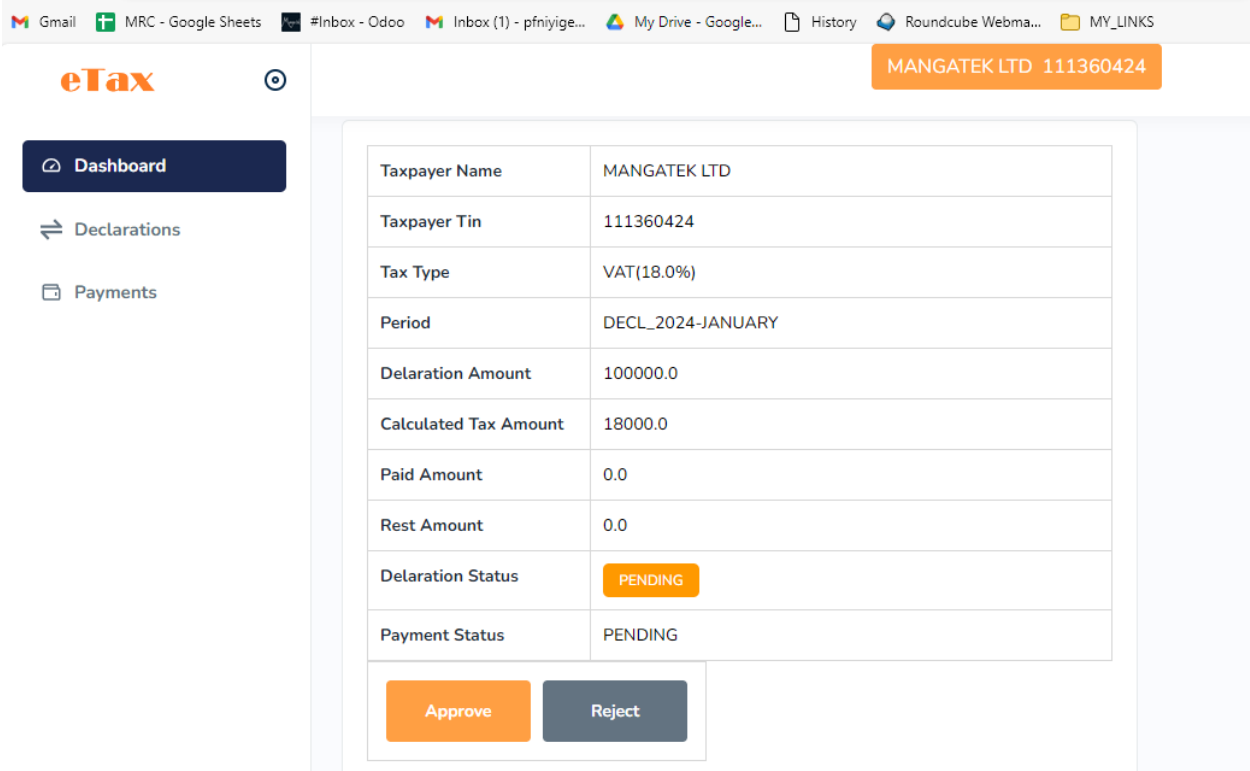 Gmail MRC - Google Sheets #Inbox - Odoo Inbox (1) - pfniyige... My Drive - Google... History Roundcube Webma... MY_LINKS
eTax
MANGATEK LTD 111360424
Dashboard
Declarations
Payments
Taxpayer Name MANGATEK LTD
Taxpayer Tin 111360424
Tax Type VAT(18.0%)
Period DECL_2024-JANUARY
Delaration Amount 100000.0
Calculated Tax Amount 18000.0
Paid Amount 0.0
Rest Amount 0.0
Delaration Status PENDING
Payment Status PENDING
Approve Reject